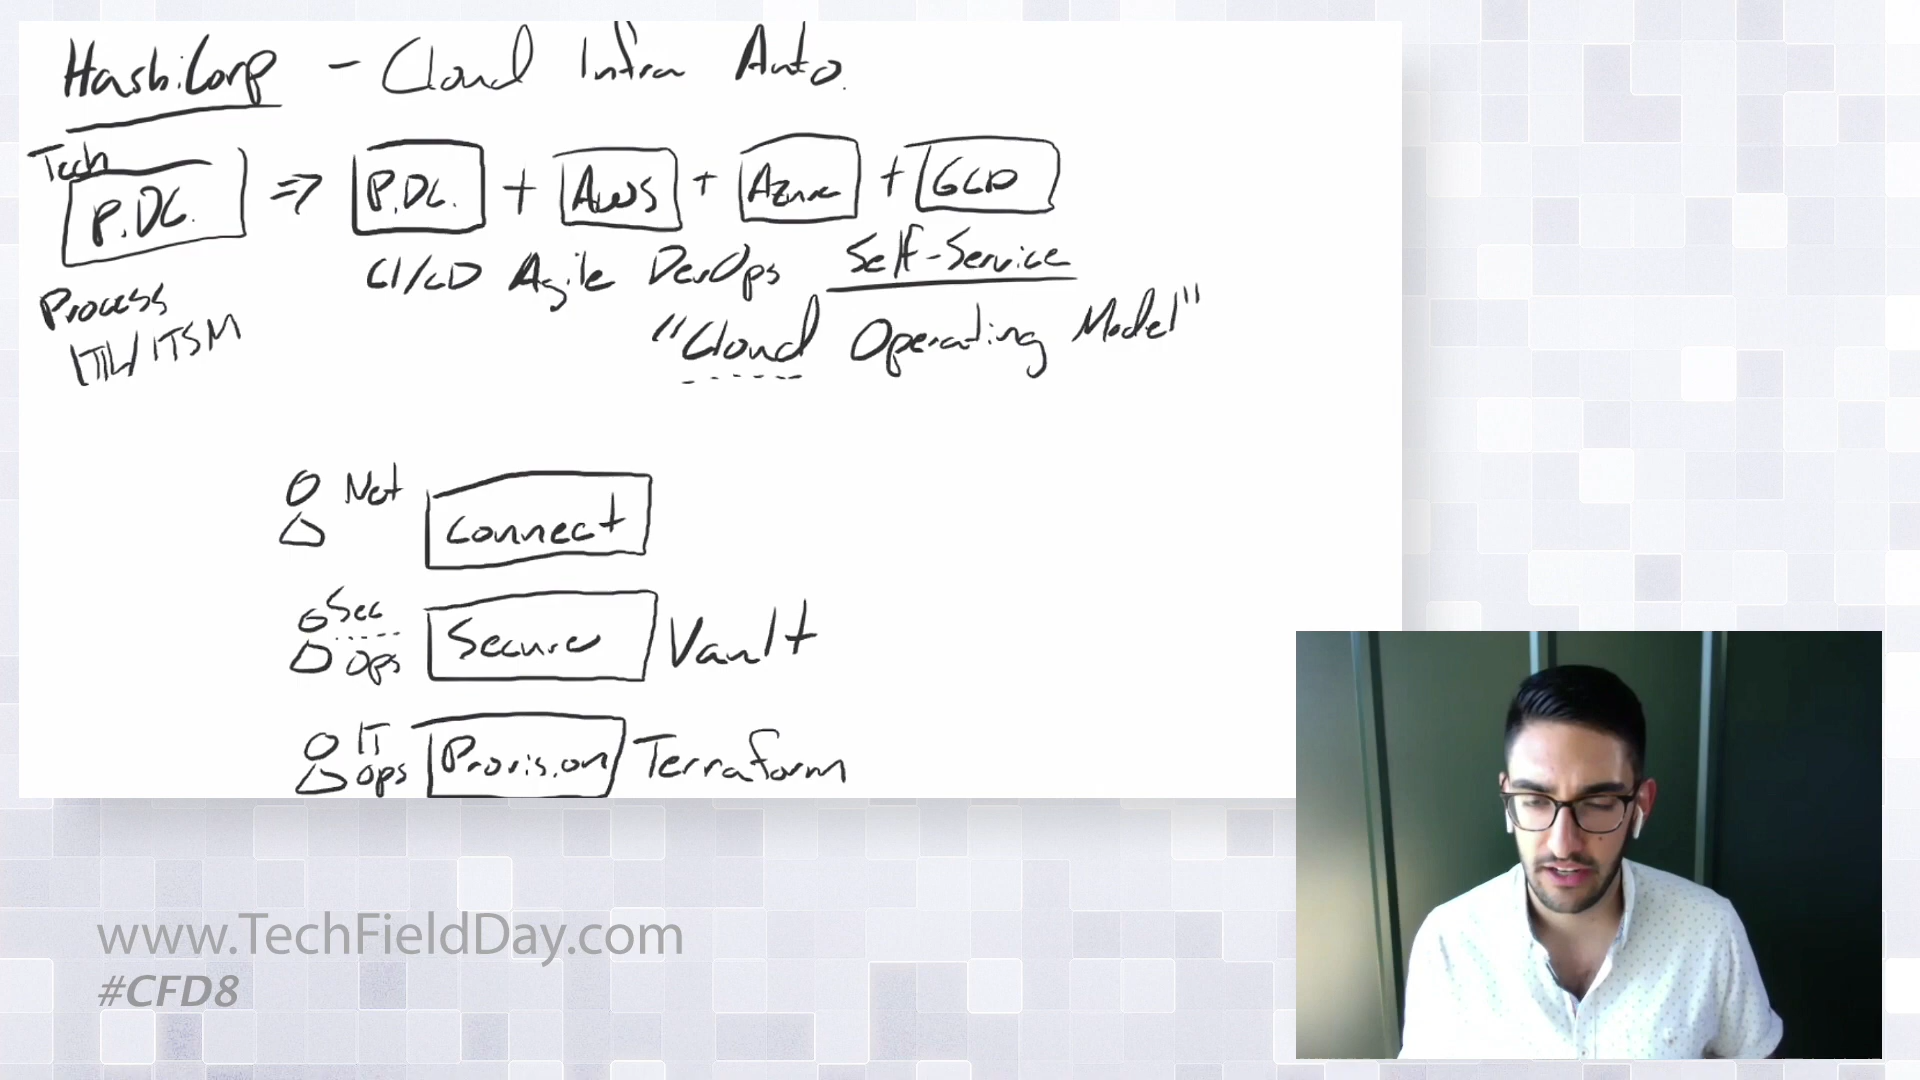 HashiCorp - Cloud Infra Auto.
Tech
P.DC. => P.DC. + AWS + Azure + GCP
CI/CD Agile DevOps Self-Service
Process
ITIL/ITSM
"Cloud Operating Model"
Net Connect
Sec Ops Secure Vault
IT Ops Provision Terraform
www.TechFieldDay.com
#CFD8